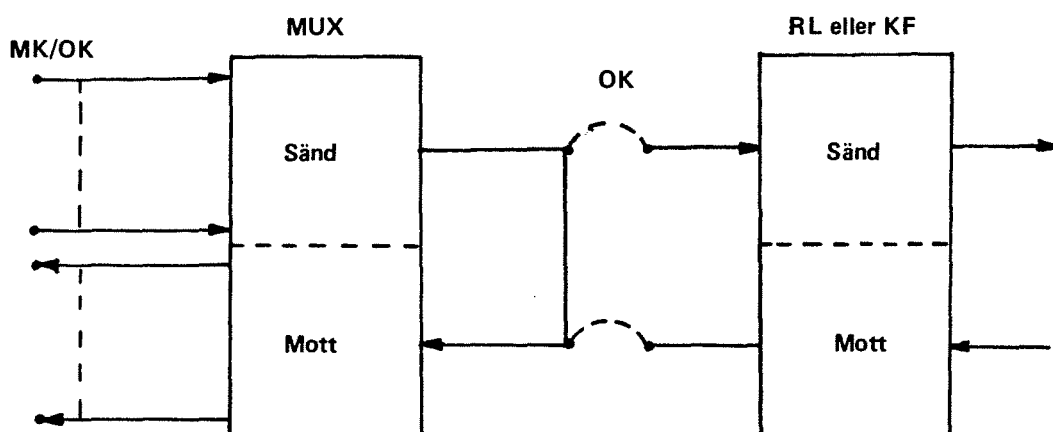 MK/OK
MUX
OK
RL eller KF
Sänd
Sänd
Mott
Mott